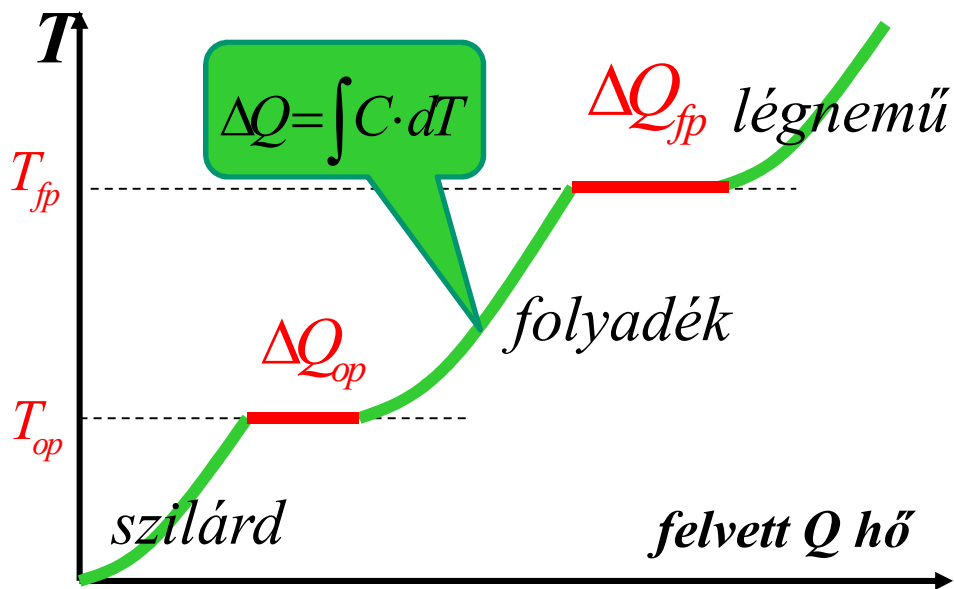 T
ΔQ=∫C·dT
ΔQfp
légnemű
Tfp
folyadék
ΔQop
Top
szilárd
felvett Q hő